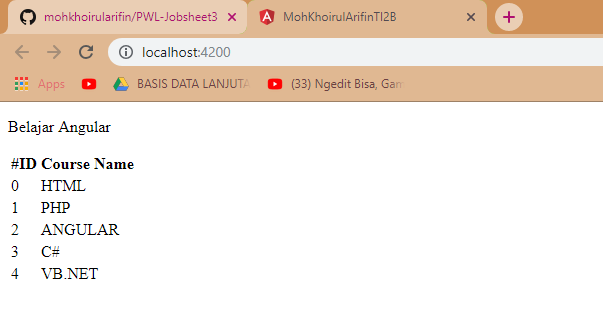 mohkhoirularifin/PWL-Jobsheet3
MohKhoirulArifinTI2B
localhost:4200
Apps
BASIS DATA LANJUTA
(33) Ngedit Bisa, Gam
Belajar Angular
#ID Course Name
0 HTML
1 PHP
2 ANGULAR
3 C#
4 VB.NET